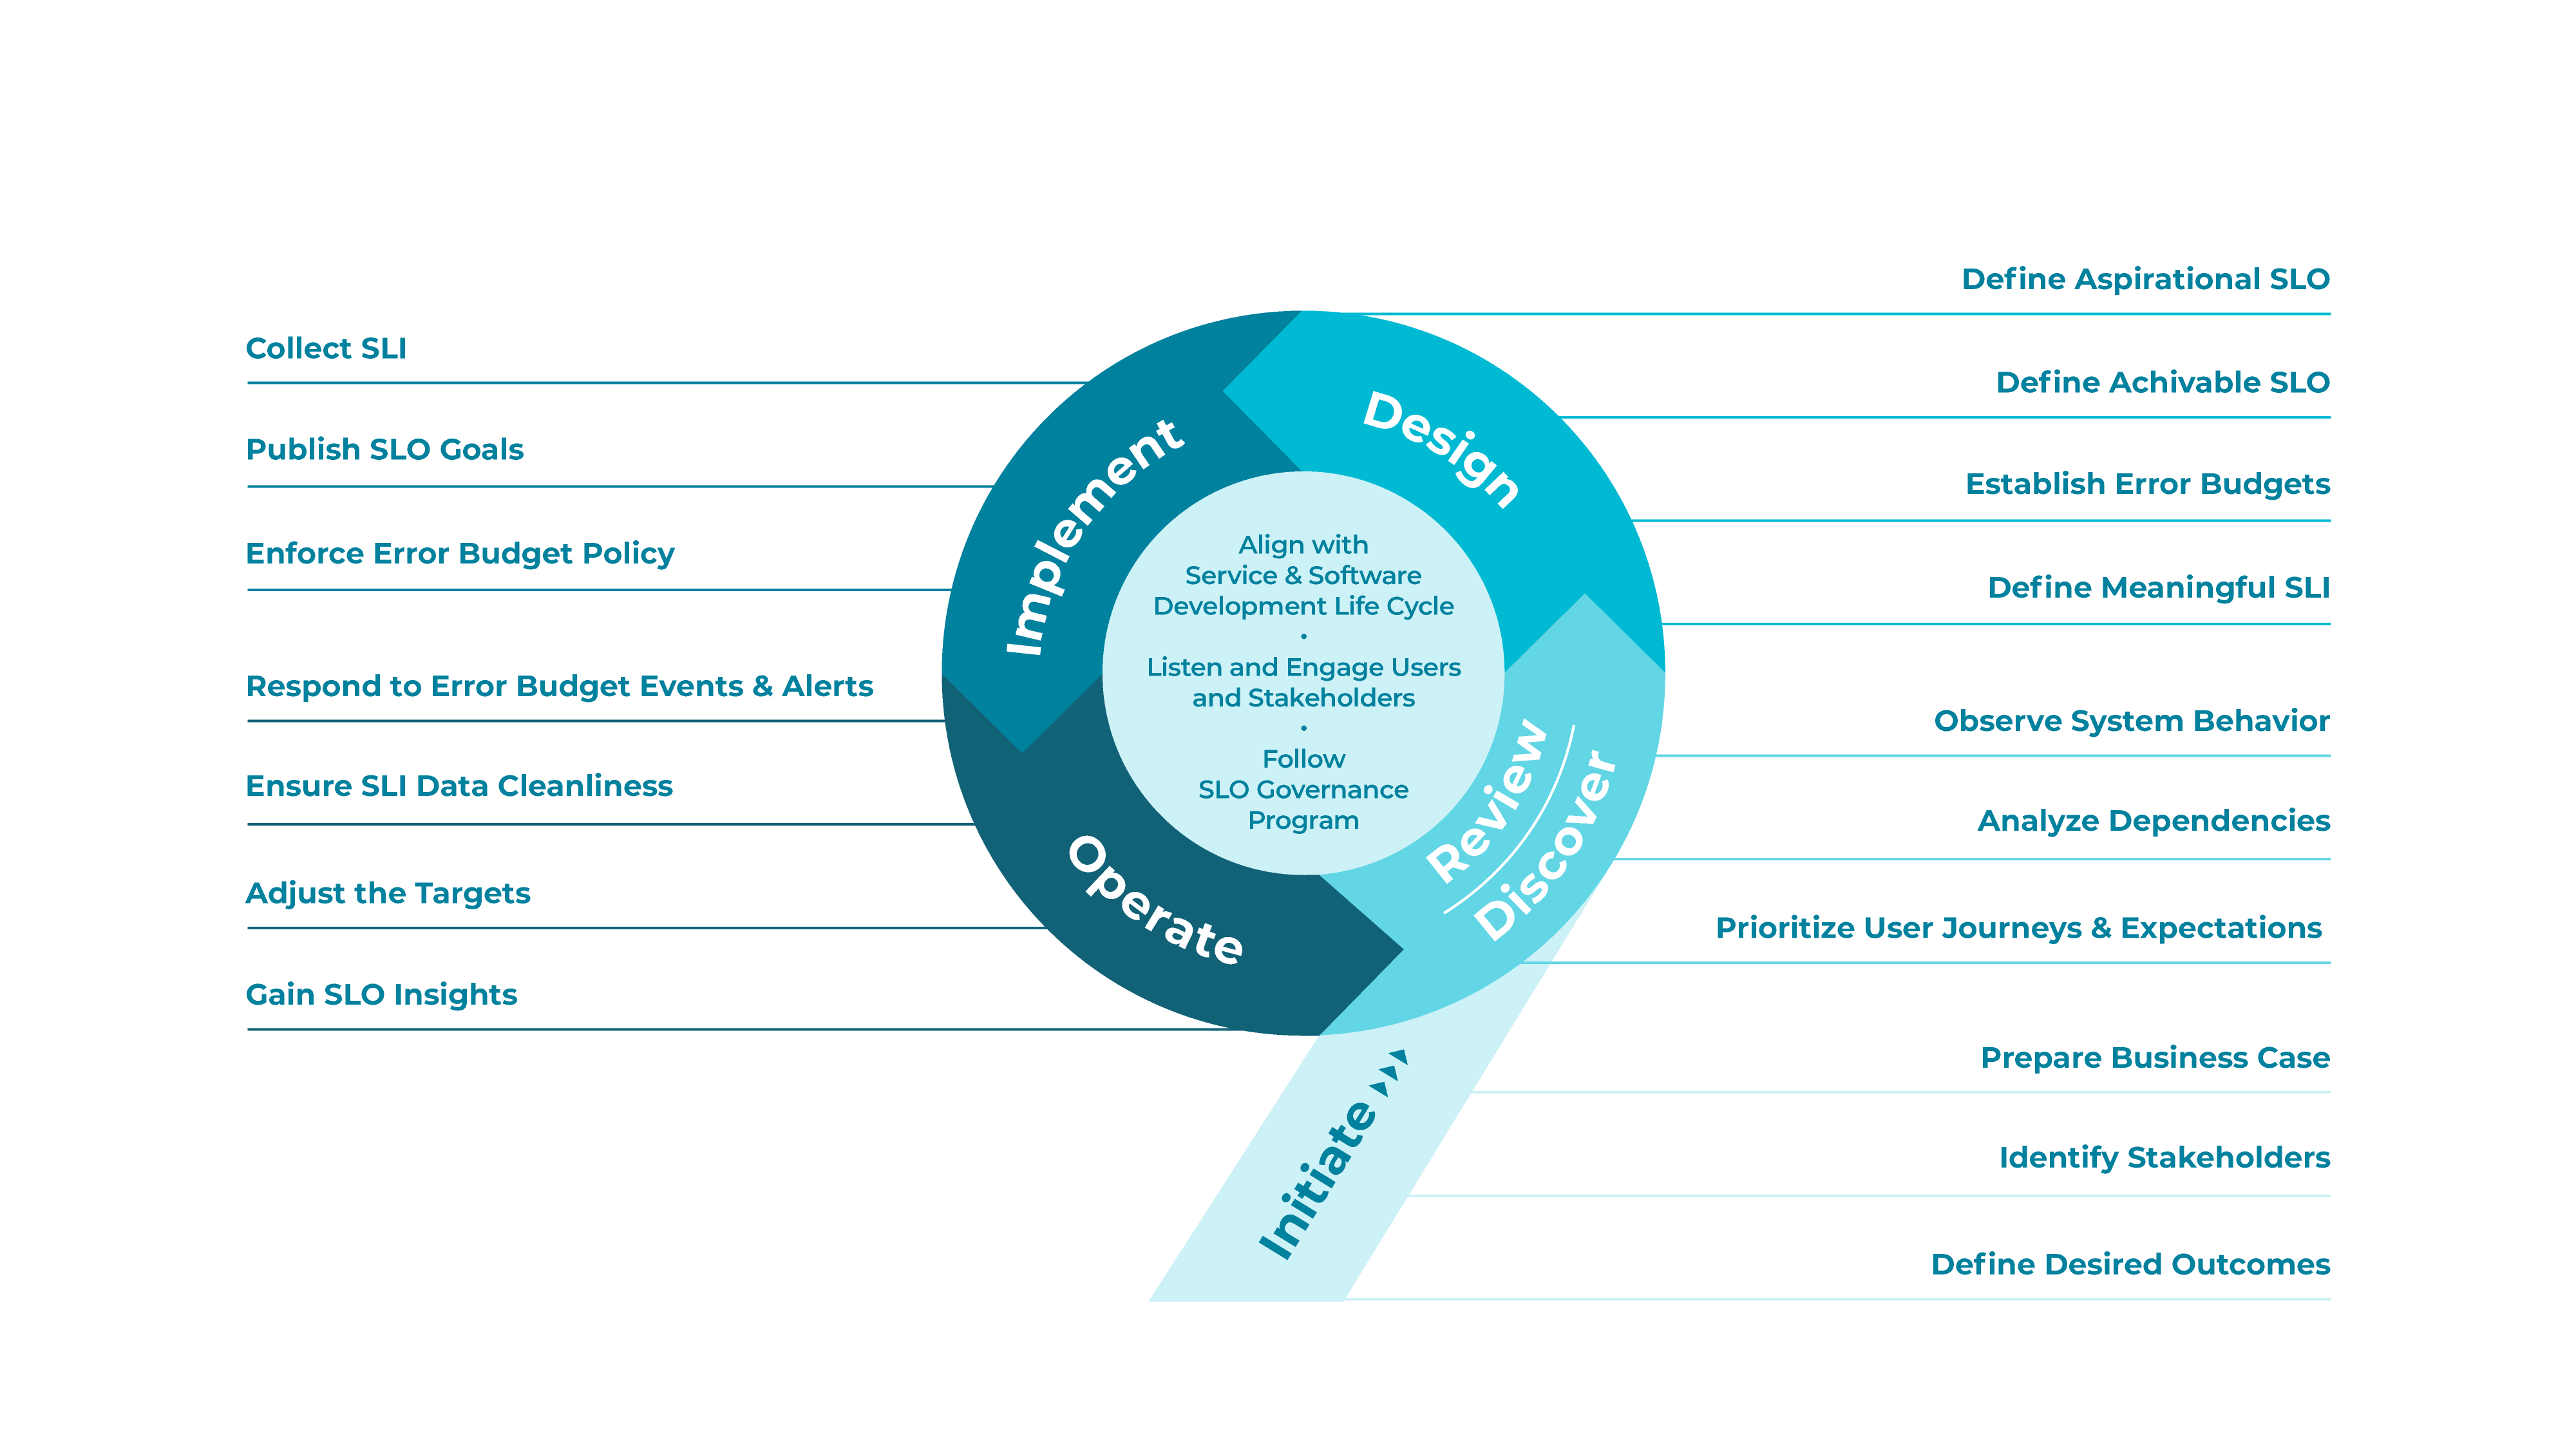 Collect SLI
Publish SLO Goals
Enforce Error Budget Policy
Respond to Error Budget Events & Alerts
Ensure SLI Data Cleanliness
Adjust the Targets
Gain SLO Insights
Implement
Design
Operate
Review
Discover
Initiate
Align with
Service & Software
Development Life Cycle
•
Listen and Engage Users
and Stakeholders
•
Follow
SLO Governance
Program
Define Aspirational SLO
Define Achivable SLO
Establish Error Budgets
Define Meaningful SLI
Observe System Behavior
Analyze Dependencies
Prioritize User Journeys & Expectations
Prepare Business Case
Identify Stakeholders
Define Desired Outcomes